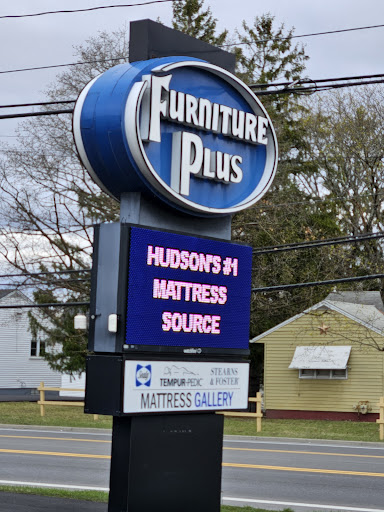 FURNITURE
PLUS
HUDSON'S #1
MATTRESS
SOURCE
TEMPUR-PEDIC
STEARNS
& FOSTER
MATTRESS GALLERY